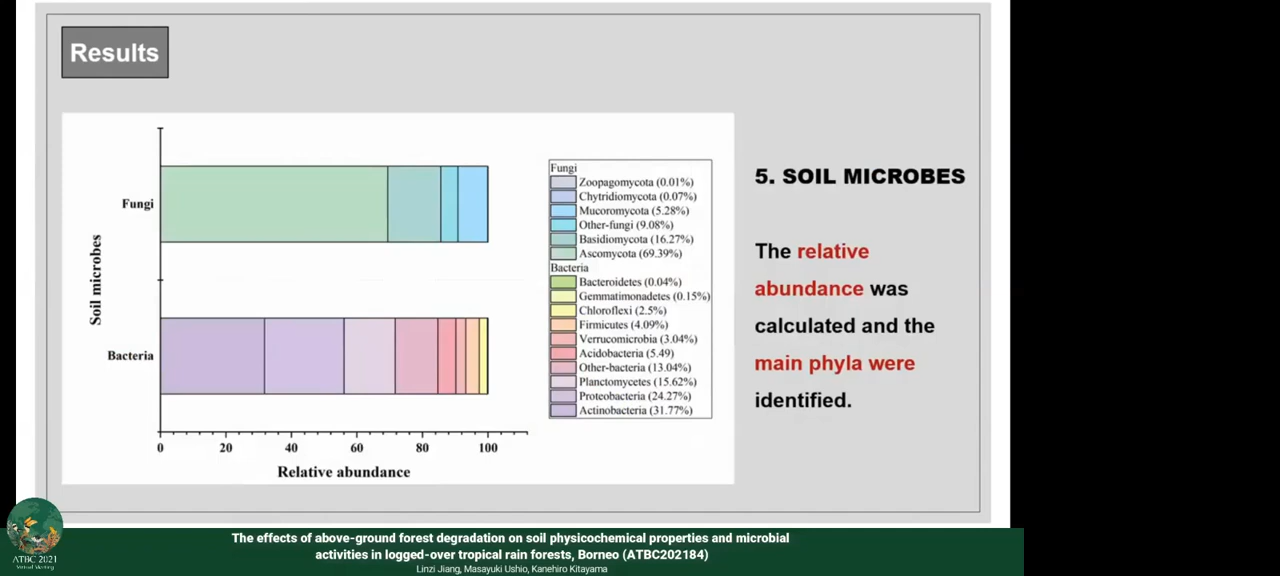 Results
5. SOIL MICROBES
The relative
abundance was
calculated and the
main phyla were
identified.
Soil microbes
Fungi
Bacteria
0 20 40 60 80 100
Relative abundance
Fungi
Zoopagomycota (0.01%)
Chytridiomycota (0.07%)
Mucoromycota (5.28%)
Other-fungi (9.08%)
Basidiomycota (16.27%)
Ascomycota (69.39%)
Bacteria
Bacteroidetes (0.04%)
Gemmatimonadetes (0.15%)
Chloroflexi (2.5%)
Firmicutes (4.09%)
Verrucomicrobia (3.04%)
Acidobacteria (5.49)
Other-bacteria (13.04%)
Planctomycetes (15.62%)
Proteobacteria (24.27%)
Actinobacteria (31.77%)
ATBC 2021
Virtual Meeting
The effects of above-ground forest degradation on soil physicochemical properties and microbial
activities in logged-over tropical rain forests, Borneo (ATBC202184)
Linzi Jiang, Masayuki Ushio, Kanehiro Kitayama